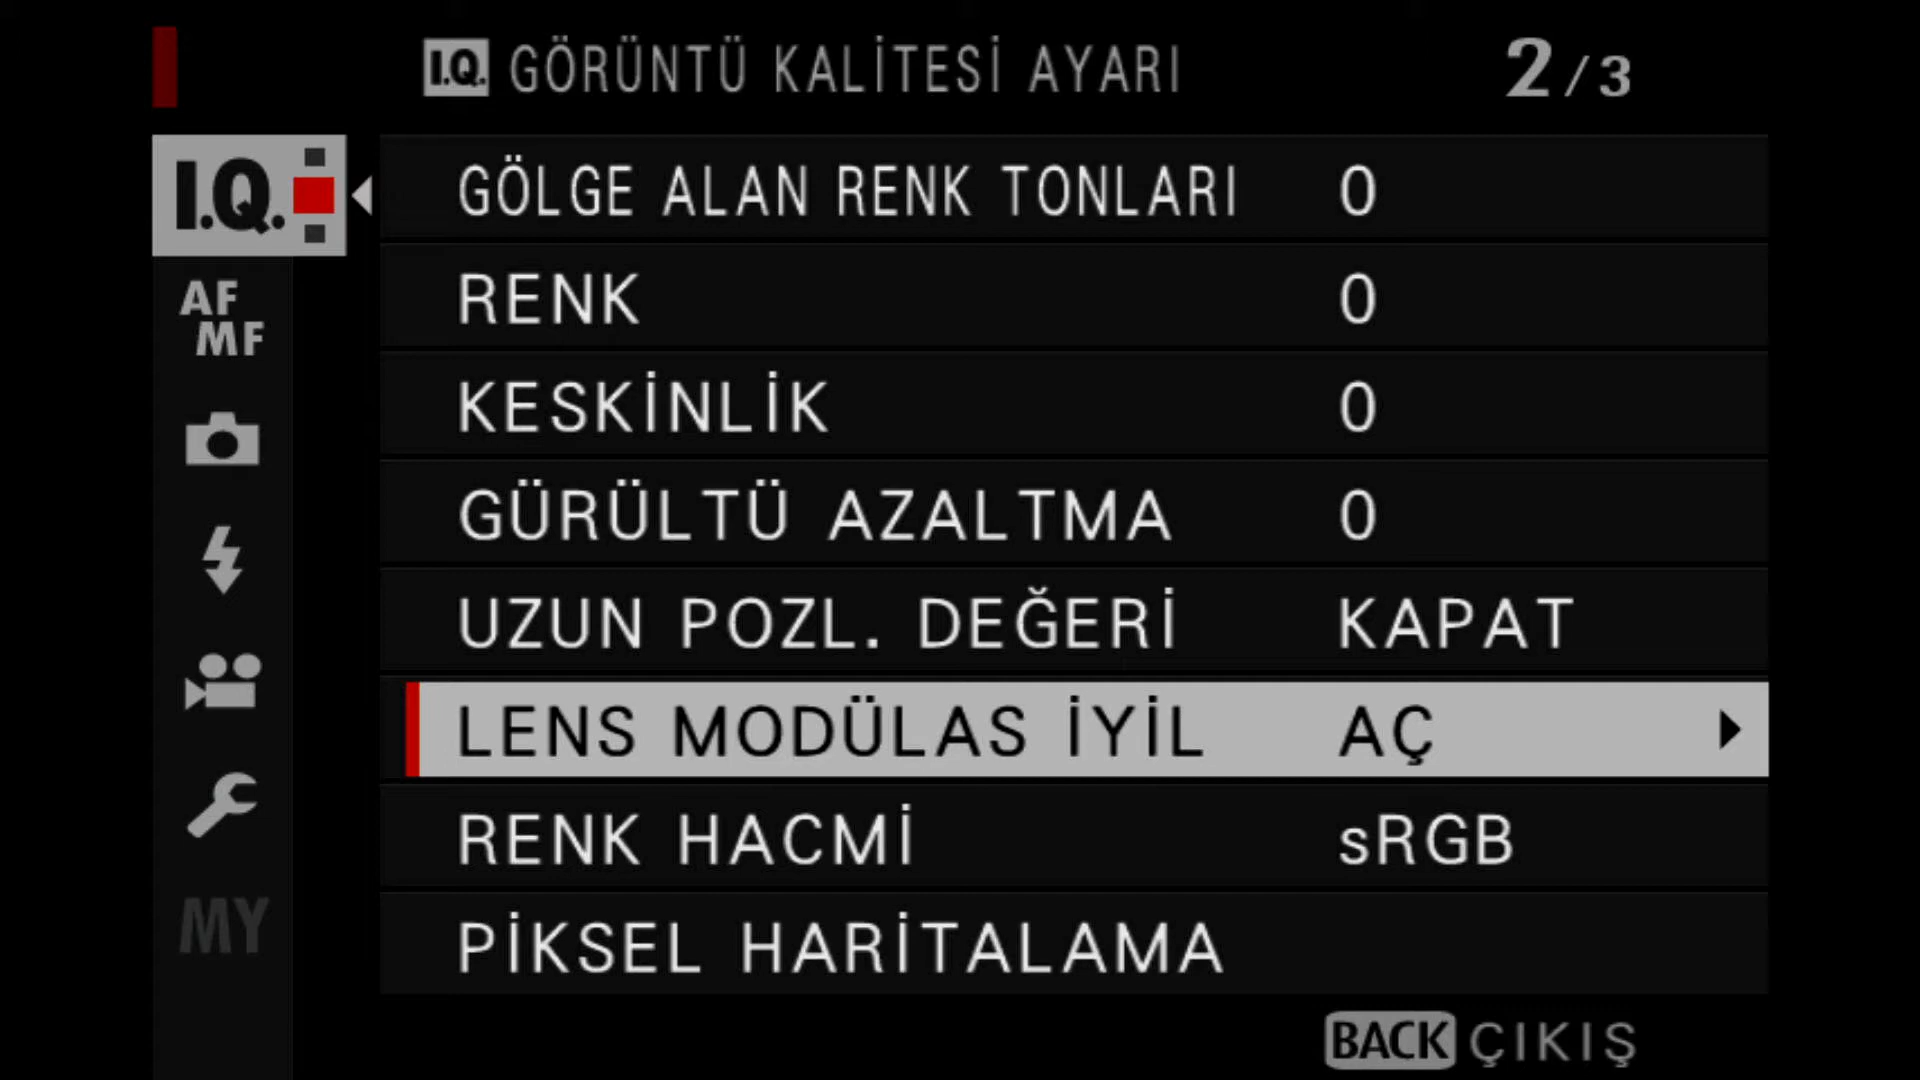 I.Q. GÖRÜNTÜ KALİTESİ AYARI 2/3
I.Q.
GÖLGE ALAN RENK TONLARI 0
RENK 0
AF
MF
KESKİNLİK 0
GÜRÜLTÜ AZALTMA 0
UZUN POZL. DEĞERİ KAPAT
LENS MODÜLAS İYİL AÇ
RENK HACMİ sRGB
MY
PİKSEL HARİTALAMA
BACK ÇIKIŞ